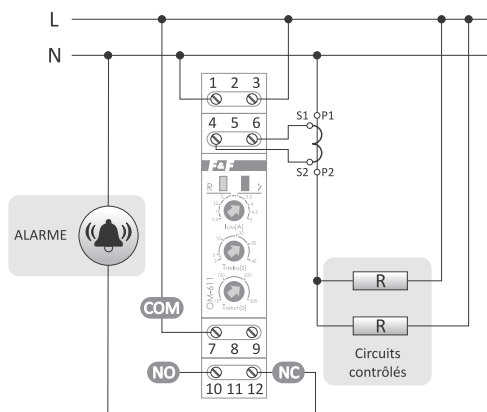 L
N
1 2 3
4 5 6
S1 P1
S2 P2
F&F
R
ALARME
OM-611
COM
R
R
7 8 9
Circuits
contrôlés
NO
NC
10 11 12